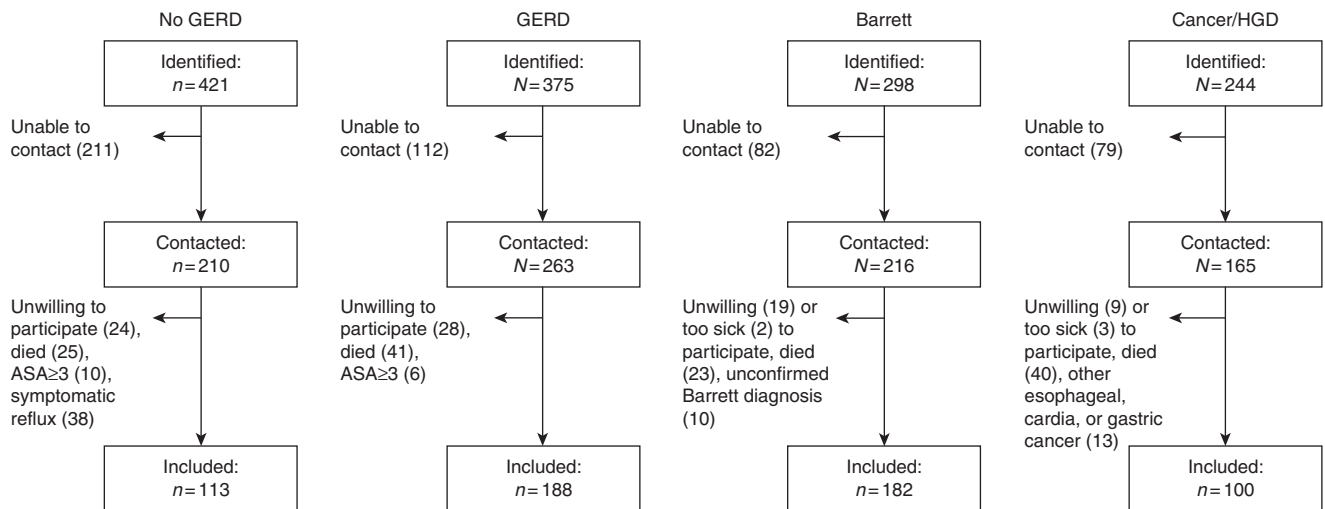 No GERD
Identified:
n=421
Unable to
contact (211)
Contacted:
n=210
Unwilling to
participate (24),
died (25),
ASA≥3 (10),
symptomatic
reflux (38)
Included:
n=113
GERD
Identified:
N=375
Unable to
contact (112)
Contacted:
N=263
Unwilling to
participate (28),
died (41),
ASA≥3 (6)
Included:
n=188
Barrett
Identified:
N=298
Unable to
contact (82)
Contacted:
N=216
Unwilling (19) or
too sick (2) to
participate, died
(23), unconfirmed
Barrett diagnosis
(10)
Included:
n=182
Cancer/HGD
Identified:
N=244
Unable to
contact (79)
Contacted:
N=165
Unwilling (9) or
too sick (3) to
participate, died
(40), other
esophageal,
cardia, or gastric
cancer (13)
Included:
n=100